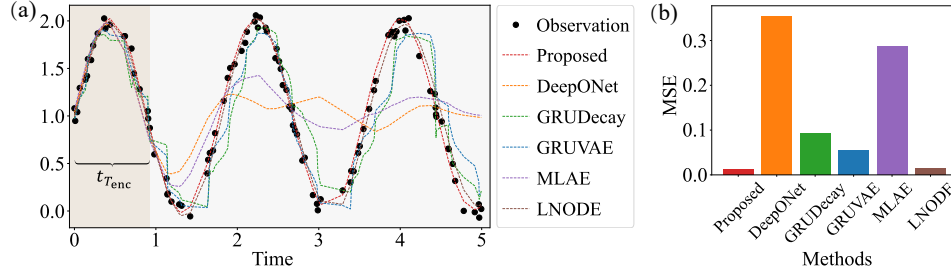 (a)
2.0
1.5
1.0
0.5
0.0
t_{T_{enc}}
0
1
2
3
4
5
Time
Observation
Proposed
DeepONet
GRUDecay
GRUVAE
MLAE
LNODE
(b)
MSE
0.3
0.2
0.1
0.0
Proposed
DeepONet
GRUDecay
GRUVAE
MLAE
LNODE
Methods